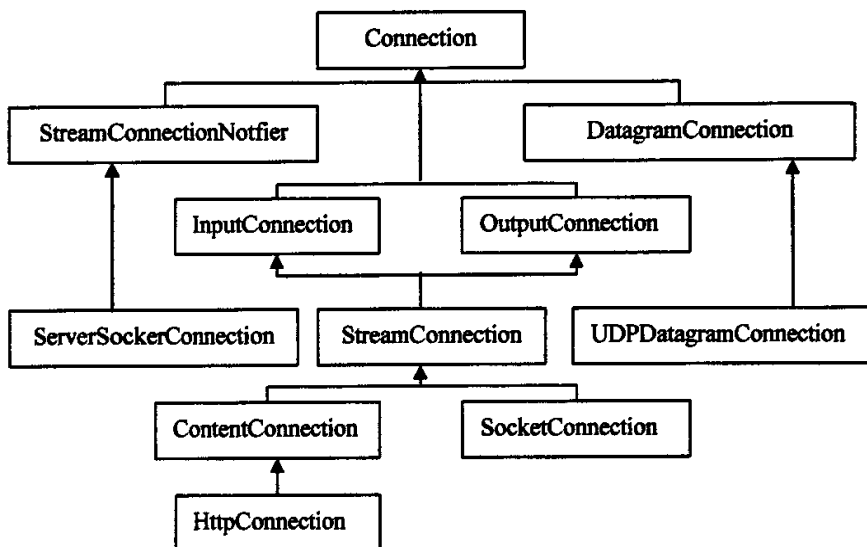 Connection
StreamConnectionNotfier
DatagramConnection
InputConnection
OutputConnection
ServerSockerConnection
StreamConnection
UDPDatagramConnection
ContentConnection
SocketConnection
HttpConnection